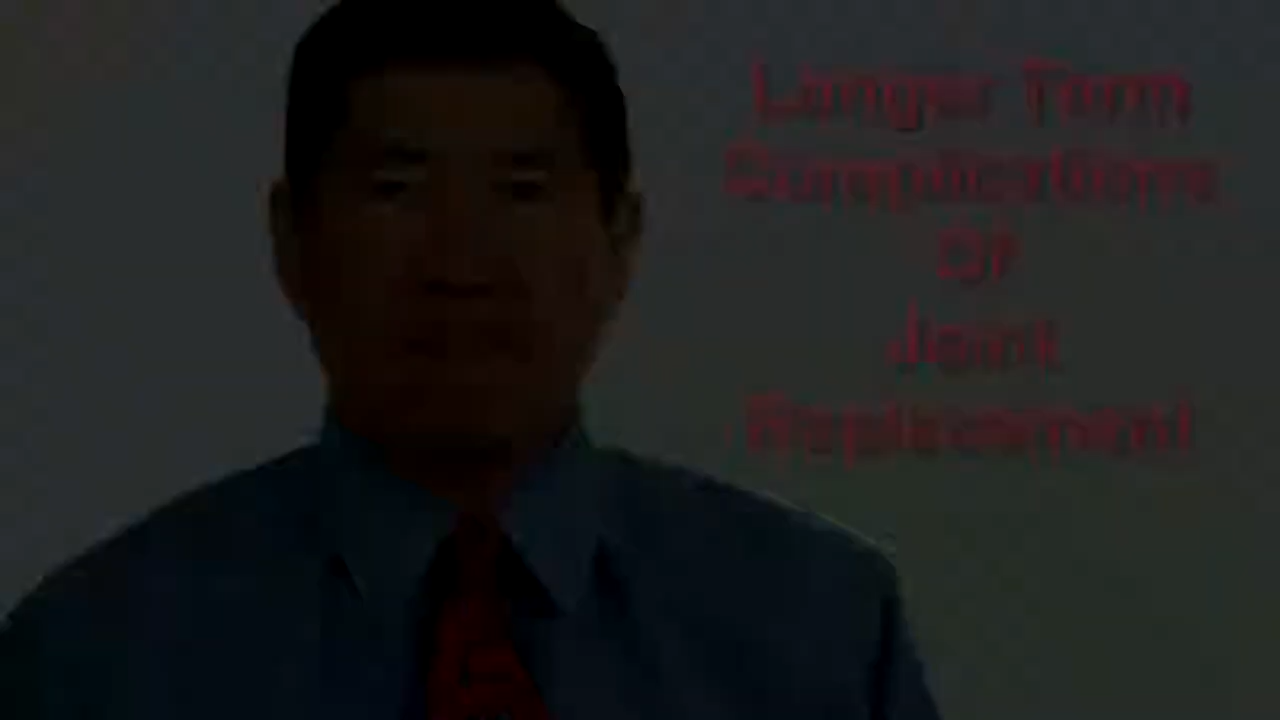 Longer Term
Complications
Of
Joint
Replacement